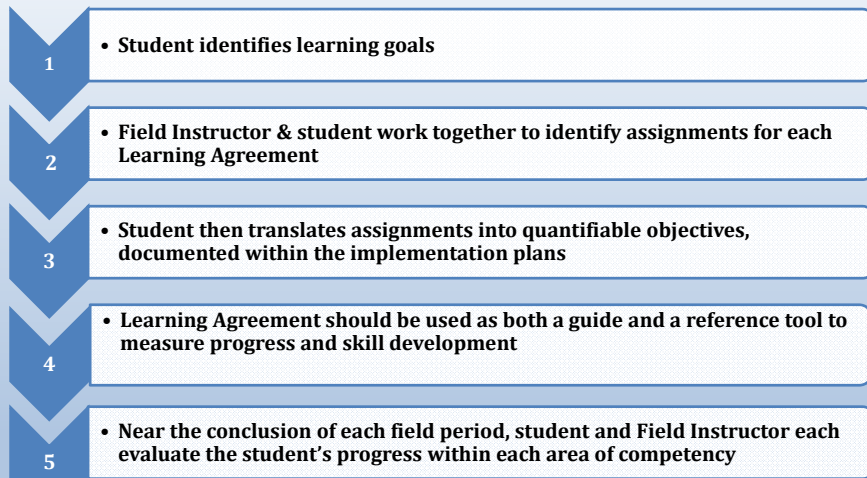 1
• Student identifies learning goals
2
• Field Instructor & student work together to identify assignments for each
Learning Agreement
3
• Student then translates assignments into quantifiable objectives,
documented within the implementation plans
4
• Learning Agreement should be used as both a guide and a reference tool to
measure progress and skill development
5
• Near the conclusion of each field period, student and Field Instructor each
evaluate the student’s progress within each area of competency